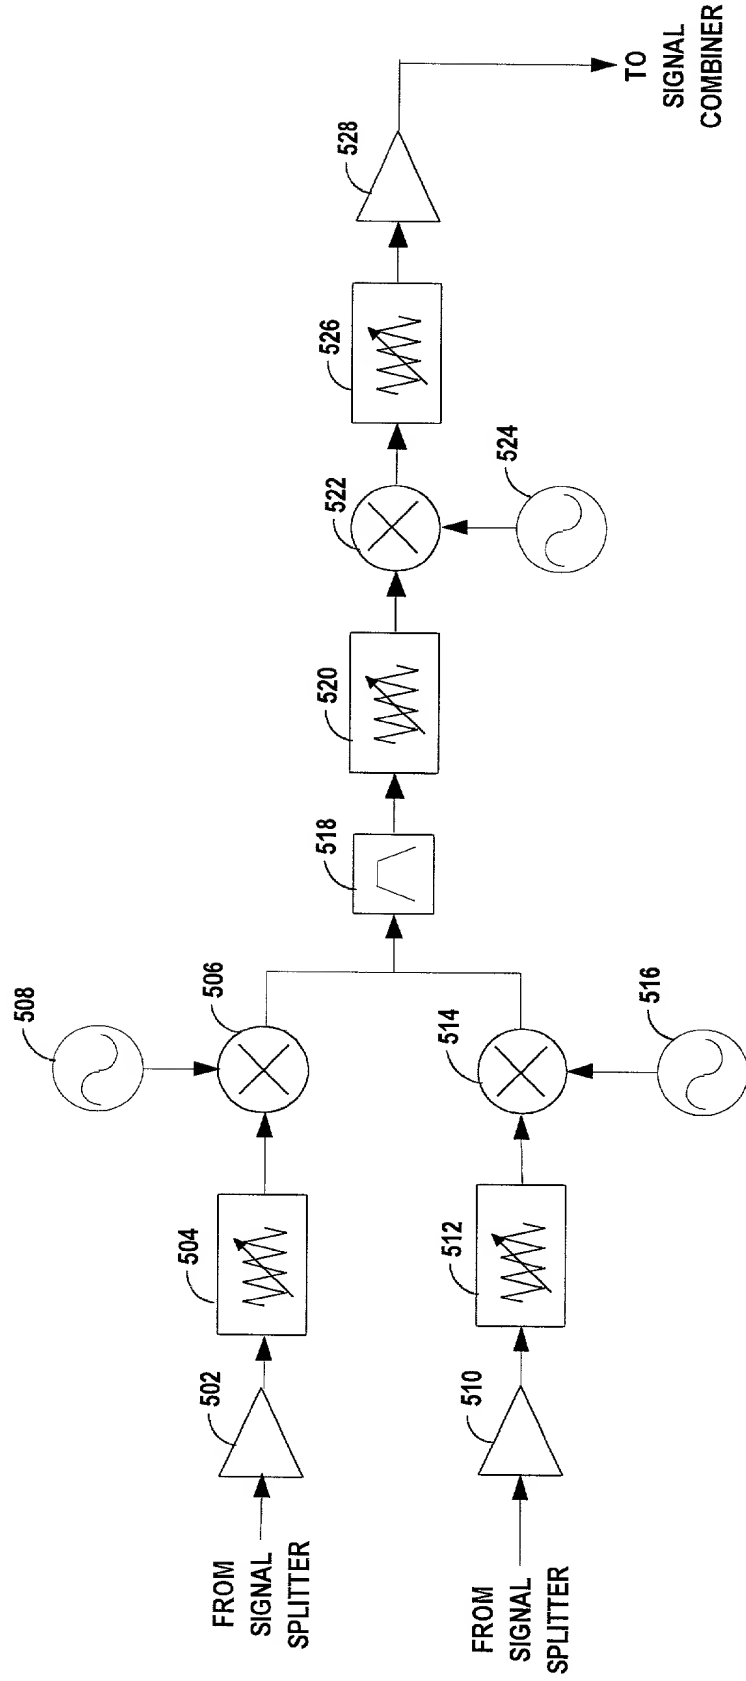 FROM
SIGNAL
SPLITTER
502
504
506
508
FROM
SIGNAL
SPLITTER
510
512
514
516
518
520
522
524
526
528
TO
SIGNAL
COMBINER